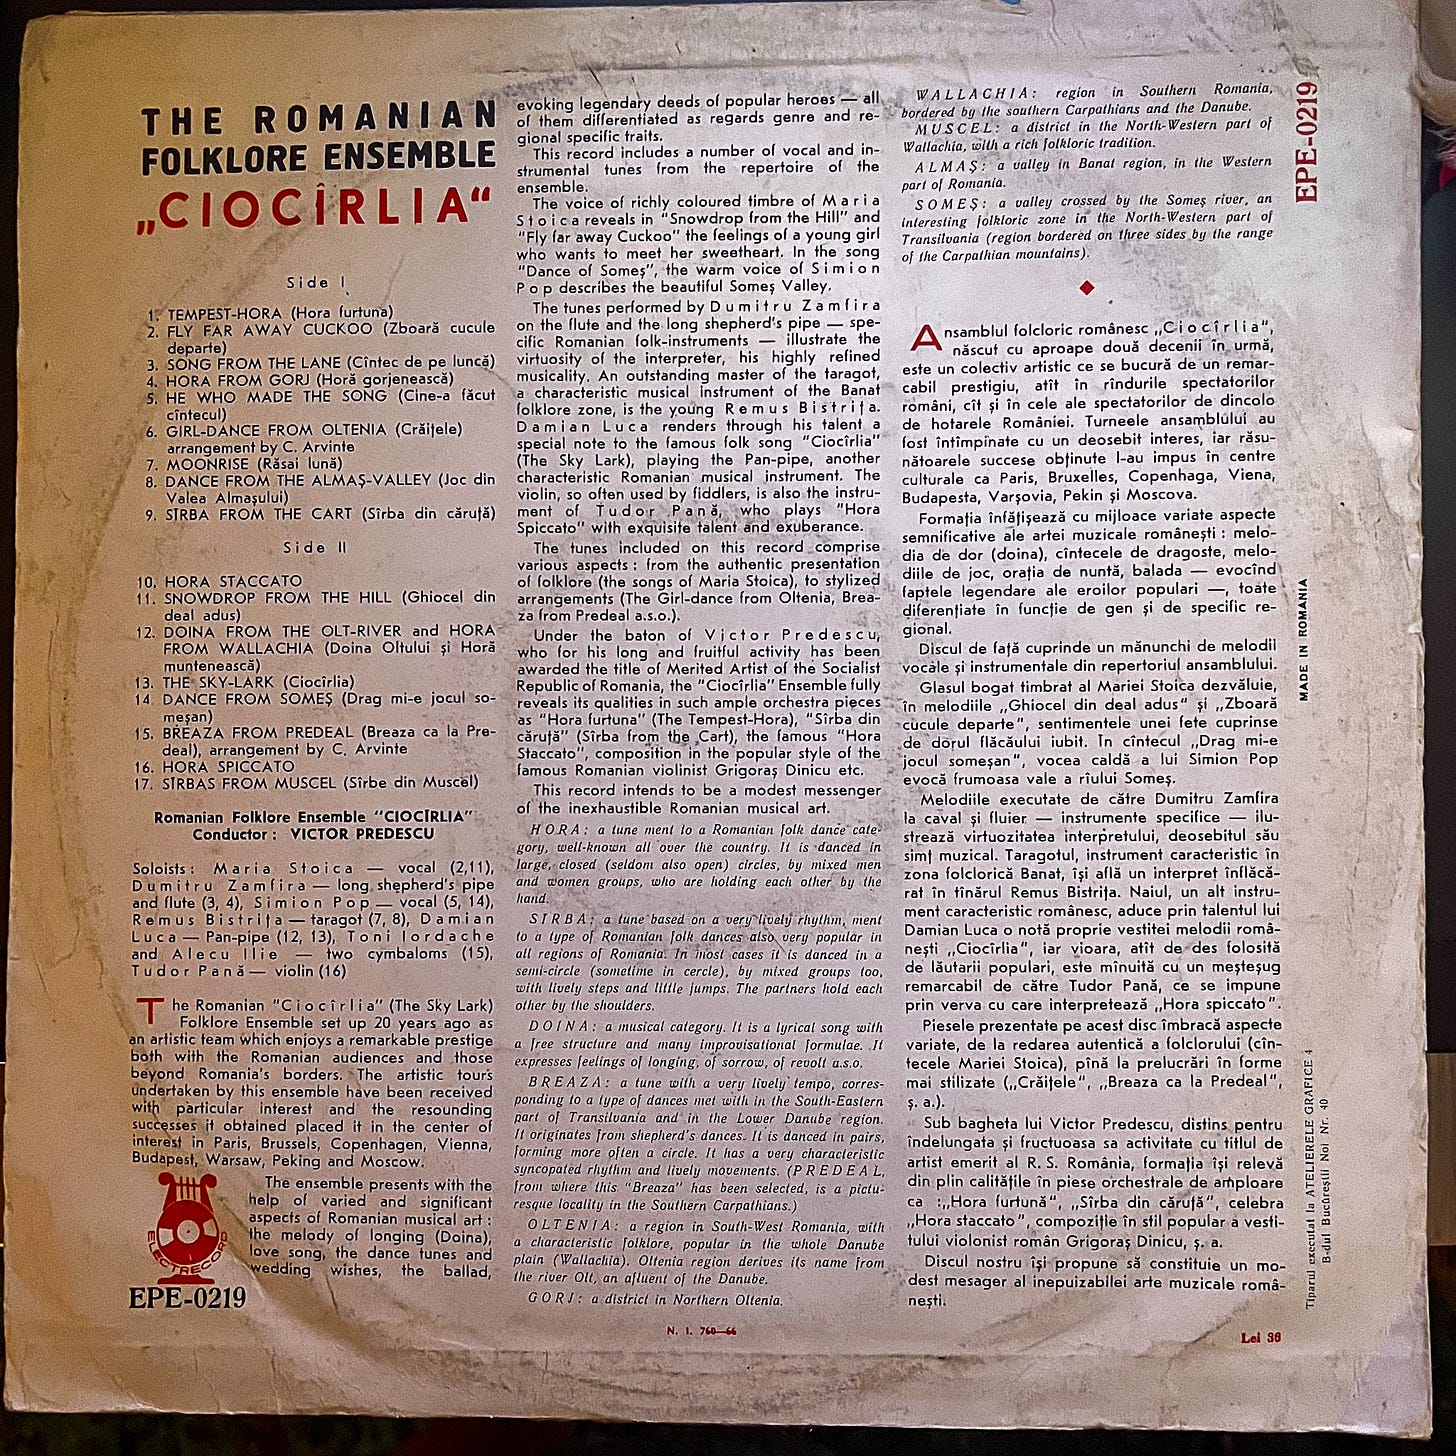 THE ROMANIAN
FOLKLORE ENSEMBLE
„CIOCÎRLIA“
Side I
1. TEMPEST-HORA (Hora furtuna)
2. FLY FAR AWAY CUCKOO (Zboară cucule
departe)
3. SONG FROM THE LANE (Cîntec de pe luncă)
4. HORA FROM GORJ (Horă gorjenească)
5. HE WHO MADE THE SONG (Cine-a făcut
cîntecul)
6. GIRL-DANCE FROM OLTENIA (Crăițele)
arrangement by C. Arvinte
7. MOONRISE (Răsai lună)
8. DANCE FROM THE ALMAȘ-VALLEY (Joc din
Valea Almașului)
9. SÎRBA FROM THE CART (Sîrba din căruță)
Side II
10. HORA STACCATO
11. SNOWDROP FROM THE HILL (Ghiocel din
deal adus)
12. DOINA FROM THE OLT-RIVER and HORA
FROM WALLACHIA (Doina Oltului și Horă
muntenească)
13. THE SKY-LARK (Ciocîrlia)
14. DANCE FROM SOMEȘ (Drag mi-e jocul so-
meșan)
15. BREAZA FROM PREDEAL (Breaza ca la Pre-
deal), arrangement by C. Arvinte
16. HORA SPICCATO
17. SÎRBAS FROM MUSCEL (Sîrbe din Muscel)
Romanian Folklore Ensemble "CIOCÎRLIA"
Conductor : VICTOR PREDESCU
Soloists : Maria Stoica — vocal (2,11),
Dumitru Zamfira — long shepherd's pipe
and flute (3, 4), Simion Pop — vocal (5, 14),
Remus Bistrița — taragot (7, 8), Damian
Luca — Pan-pipe (12, 13), Toni Iordache
and Alecu Ilie — two cymbaloms (15),
Tudor Pană — violin (16)
The Romanian "Ciocîrlia" (The Sky Lark)
Folklore Ensemble set up 20 years ago as
an artistic team which enjoys a remarkable prestige
both with the Romanian audiences and those
beyond Romania's borders. The artistic tours
undertaken by this ensemble have been received
with particular interest and the resounding
successes it obtained placed it in the center of
interest in Paris, Brussels, Copenhagen, Vienna,
Budapest, Warsaw, Peking and Moscow.
The ensemble presents with the
help of varied and significant
aspects of Romanian musical art :
the melody of longing (Doina),
love song, the dance tunes and
wedding wishes, the ballad,
ELECTRECORD
EPE-0219
evoking legendary deeds of popular heroes — all
of them differentiated as regards genre and re-
gional specific traits.
This record includes a number of vocal and in-
strumental tunes from the repertoire of the
ensemble.
The voice of richly coloured timbre of Maria
Stoica reveals in "Snowdrop from the Hill" and
"Fly far away Cuckoo" the feelings of a young girl
who wants to meet her sweetheart. In the song
"Dance of Someș", the warm voice of Simion
Pop describes the beautiful Someș Valley.
The tunes performed by Dumitru Zamfira
on the flute and the long shepherd's pipe — spe-
cific Romanian folk-instruments — illustrate the
virtuosity of the interpreter, his highly refined
musicality. An outstanding master of the taragot,
a characteristic musical instrument of the Banat
folklore zone, is the young Remus Bistrița.
Damian Luca renders through his talent a
special note to the famous folk song "Ciocîrlia"
(The Sky Lark), playing the Pan-pipe, another
characteristic Romanian musical instrument. The
violin, so often used by fiddlers, is also the instru-
ment of Tudor Pană, who plays "Hora
Spiccato" with exquisite talent and exuberance.
The tunes included on this record comprise
various aspects : from the authentic presentation
of folklore (the songs of Maria Stoica), to stylized
arrangements (The Girl-dance from Oltenia, Brea-
za from Predeal a.s.o.).
Under the baton of Victor Predescu,
who for his long and fruitful activity has been
awarded the title of Merited Artist of the Socialist
Republic of Romania, the "Ciocîrlia" Ensemble fully
reveals its qualities in such ample orchestra pieces
as "Hora furtuna" (The Tempest-Hora), "Sîrba din
căruță" (Sîrba from the Cart), the famous "Hora
Staccato", composition in the popular style of the
famous Romanian violinist Grigoraș Dinicu etc.
This record intends to be a modest messenger
of the inexhaustible Romanian musical art.
HORA: a tune ment to a Romanian folk dance cate-
gory, well-known all over the country. It is danced in
large, closed (seldom also open) circles, by mixed men
and women groups, who are holding each other by the
hand.
SIRBA: a tune based on a very lively rhythm, ment
to a type of Romanian folk dances also very popular in
all regions of Romania. In most cases it is danced in a
semi-circle (sometime in cercle), by mixed groups too,
with lively steps and little jumps. The partners hold each
other by the shoulders.
DOINA: a musical category. It is a lyrical song with
a free structure and many improvisational formulae. It
expresses feelings of longing, of sorrow, of revolt a.s.o.
BREAZA: a tune with a very lively tempo, corres-
ponding to a type of dances met with in the South-Eastern
part of Transilvania and in the Lower Danube region.
It originates from shepherd's dances. It is danced in pairs,
forming more often a circle. It has a very characteristic
syncopated rhythm and lively movements. (PREDEAL,
from where this "Breaza" has been selected, is a pictu-
resque locality in the Southern Carpathians.)
OLTENIA: a region in South-West Romania, with
a characteristic folklore, popular in the whole Danube
plain (Wallachia). Oltenia region derives its name from
the river Olt, an afluent of the Danube.
GORJ: a district in Northern Oltenia.
N. I. 760—66
WALLACHIA: region in Southern Romania,
bordered by the southern Carpathians and the Danube.
MUSCEL: a district in the North-Western part of
Wallachia, with a rich folkloric tradition.
ALMAȘ: a valley in Banat region, in the Western
part of Romania.
SOMEȘ: a valley crossed by the Someș river, an
interesting folkloric zone in the North-Western part of
Transilvania (region bordered on three sides by the range
of the Carpathian mountains).
Ansamblul folcloric românesc „Ciocîrlia“,
născut cu aproape două decenii în urmă,
este un colectiv artistic ce se bucură de un remar-
cabil prestigiu, atît în rîndurile spectatorilor
români, cît și în cele ale spectatorilor de dincolo
de hotarele României. Turneele ansamblului au
fost întîmpinate cu un deosebit interes, iar răsu-
nătoarele succese obținute l-au impus în centre
culturale ca Paris, Bruxelles, Copenhaga, Viena,
Budapesta, Varșovia, Pekin și Moscova.
Formația înfățișează cu mijloace variate aspecte
semnificative ale artei muzicale românești : melo-
dia de dor (doina), cîntecele de dragoste, melo-
diile de joc, orația de nuntă, balada — evocînd
faptele legendare ale eroilor populari —, toate
diferențiate în funcție de gen și de specific re-
gional.
Discul de față cuprinde un mănunchi de melodii
vocale și instrumentale din repertoriul ansamblului.
Glasul bogat timbrat al Mariei Stoica dezvăluie,
în melodiile „Ghiocel din deal adus“ și „Zboară
cucule departe“, sentimentele unei fete cuprinse
de dorul flăcăului iubit. În cîntecul „Drag mi-e
jocul someșan“, vocea caldă a lui Simion Pop
evocă frumoasa vale a rîului Someș.
Melodiile executate de către Dumitru Zamfira
la caval și fluier — instrumente specifice — ilu-
strează virtuozitatea interpretului, deosebitul său
simț muzical. Taragotul, instrument caracteristic în
zona folclorică Banat, își află un interpret înflăcă-
rat în tînărul Remus Bistrița. Naiul, un alt instru-
ment caracteristic românesc, aduce prin talentul lui
Damian Luca o notă proprie vestitei melodii romă-
nești „Ciocîrlia“, iar vioara, atît de des folosită
de lăutarii populari, este mînuită cu un meșteșug
remarcabil de către Tudor Pană, ce se impune
prin verva cu care interpretează „Hora spiccato“.
Piesele prezentate pe acest disc îmbracă aspecte
variate, de la redarea autentică a folclorului (cîn-
tecele Mariei Stoica), pînă la prelucrări în forme
mai stilizate („Crăițele“, „Breaza ca la Predeal“,
ș. a.).
Sub bagheta lui Victor Predescu, distins pentru
îndelungata și fructuoasa sa activitate cu titlul de
artist emerit al R. S. România, formația își relevă
din plin calitățile în piese orchestrale de amploare
ca :„Hora furtună“, „Sîrba din căruță“, celebra
„Hora staccato“, compoziție în stil popular a vesti-
tului violonist român Grigoraș Dinicu, ș. a.
Discul nostru își propune să constituie un mo-
dest mesager al inepuizabilei arte muzicale româ-
nești.
Lei 36
EPE-0219
MADE IN ROMANIA
Tiparul executat la ATELIERELE GRAFICE 4
B-dul Bucureștii Noi Nr. 40